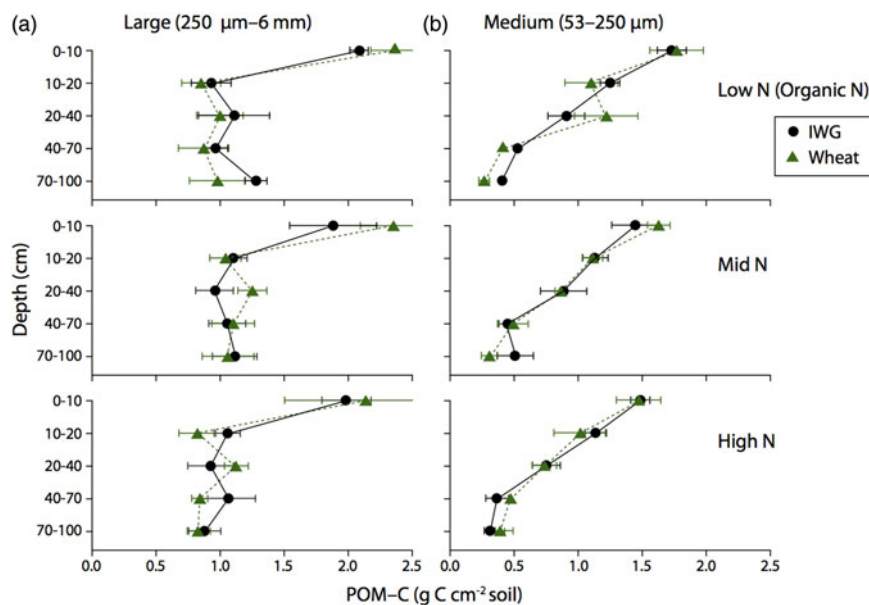 (a) Large (250 μm–6 mm) (b) Medium (53–250 μm)
0-10
10-20
20-40
40-70
70-100
Low N (Organic N)
IWG
Wheat
Depth (cm)
0-10
10-20
20-40
40-70
70-100
Mid N
0-10
10-20
20-40
40-70
70-100
High N
0.0 0.5 1.0 1.5 2.0 2.5 0.0 0.5 1.0 1.5 2.0 2.5
POM–C (g C cm⁻² soil)